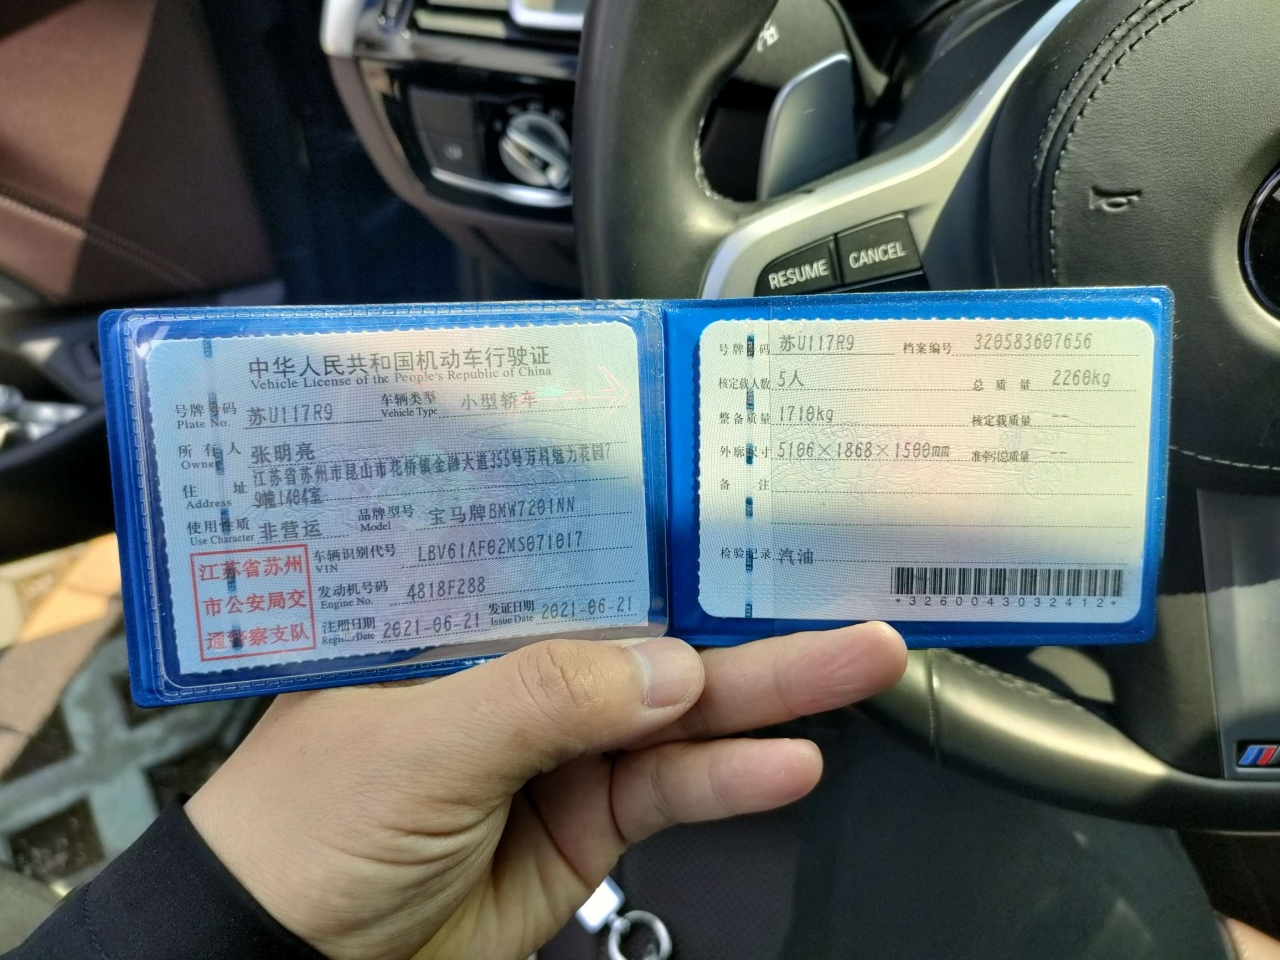 RESUME
CANCEL
中华人民共和国机动车行驶证
Vehicle License of the People's Republic of China
号牌号码 苏U117R9 车辆类型 小型轿车
Plate No. Vehicle Type
所有人 张明亮
Owner
住址 江苏省苏州市昆山市花桥镇金融大道355号万科魅力花园7
Address 9幢1404室
使用性质 非营运 品牌型号 宝马牌BMW7201NN
Use Character Model
江苏省苏州
市公安局交
通警察支队
车辆识别代号 LBV61AF02MS071017
VIN
发动机号码 4818F288
Engine No.
注册日期 2021-06-21 发证日期 2021-06-21
Register Date Issue Date
号牌号码 苏U117R9 档案编号 320583607656
核定载人数 5人 总质量 2260kg
整备质量 1710kg 核定载质量 --
外廓尺寸 5106×1868×1500mm 准牵引总质量 --
备注
检验记录 汽油
*3260043032412*